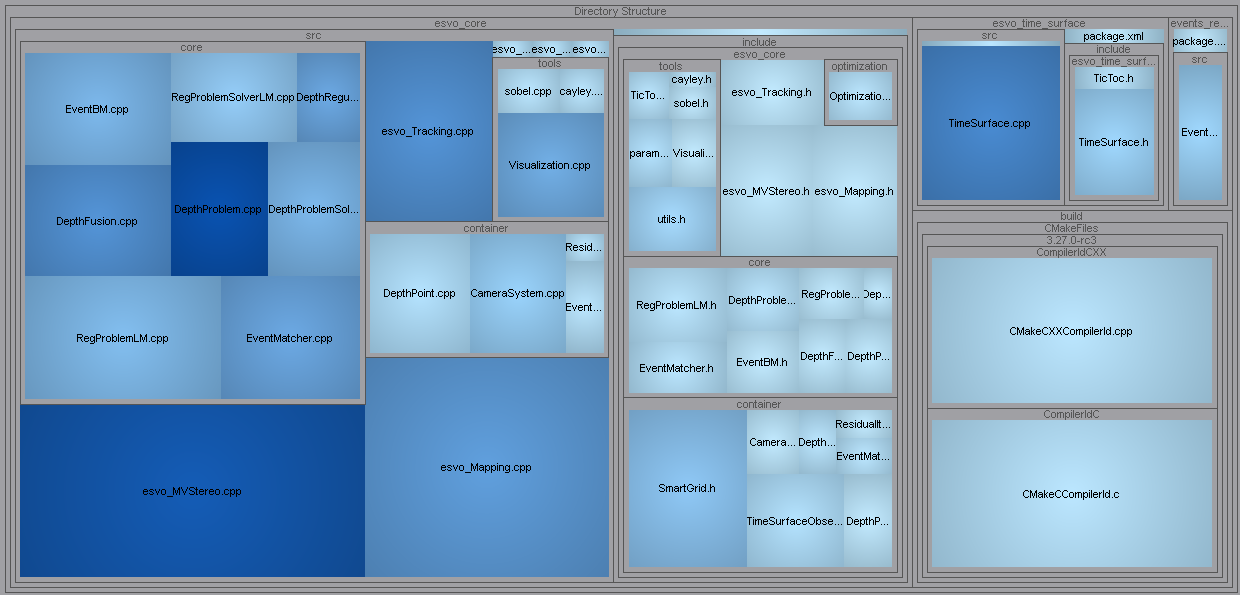 Directory Structure
esvo_core
src
core
EventBM.cpp
RegProblemSolverLM.cpp
DepthRegu...
DepthFusion.cpp
DepthProblem.cpp
DepthProblemSol...
RegProblemLM.cpp
EventMatcher.cpp
esvo_MVStereo.cpp
esvo_Tracking.cpp
esvo_...
esvo_...
esvo...
tools
sobel.cpp
cayley....
Visualization.cpp
container
DepthPoint.cpp
CameraSystem.cpp
Resid...
Event...
esvo_Mapping.cpp
include
esvo_core
tools
TicTo...
cayley.h
sobel.h
param...
Visuali...
utils.h
esvo_Tracking.h
optimization
Optimizatio...
esvo_MVStereo.h
esvo_Mapping.h
core
RegProblemLM.h
DepthProble...
RegProble...
Dep...
EventMatcher.h
EventBM.h
DepthF...
DepthP...
container
SmartGrid.h
Camera...
Depth...
ResidualIt...
EventMat...
TimeSurfaceObse...
DepthP...
esvo_time_surface
src
TimeSurface.cpp
package.xml
include
esvo_time_surf...
TicToc.h
TimeSurface.h
events_re...
package....
src
Event...
build
CMakeFiles
3.27.0-rc3
CompilerIdCXX
CMakeCXXCompilerId.cpp
CompilerIdC
CMakeCCompilerId.c